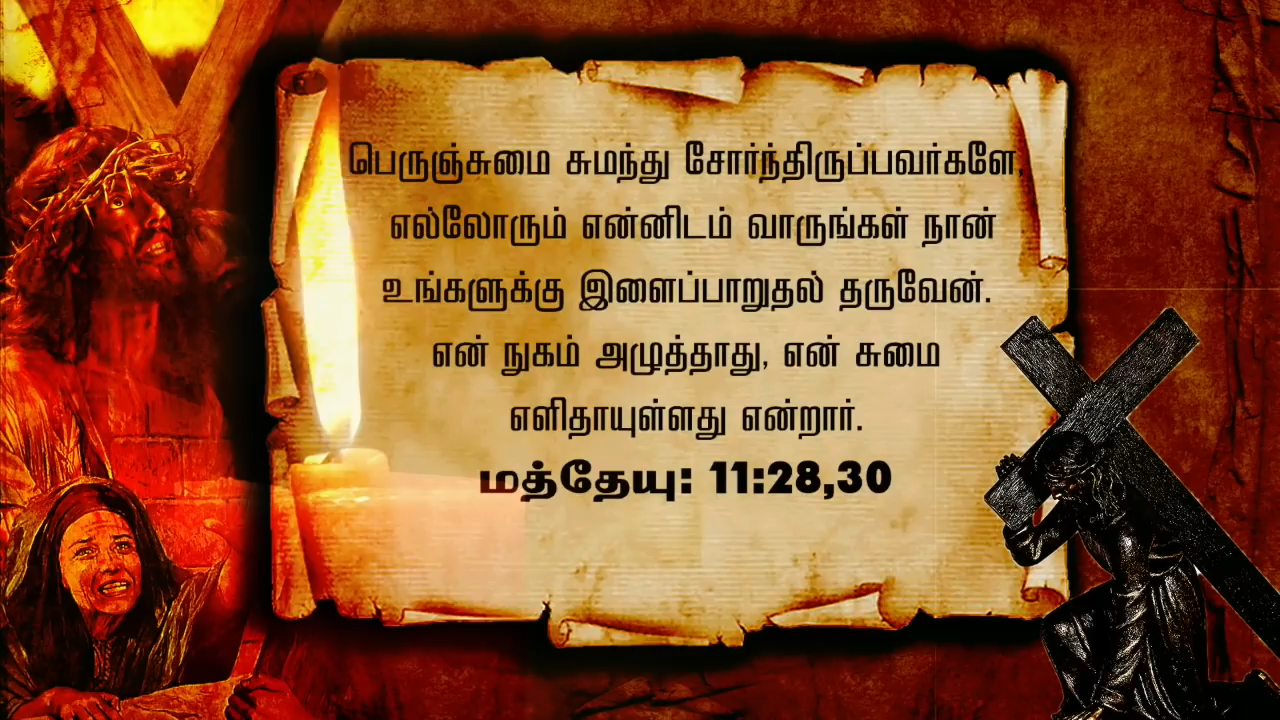 பெருஞ்சுமை சுமந்து சோர்ந்திருப்பவர்களே,
எல்லோரும் என்னிடம் வாருங்கள் நான்
உங்களுக்கு இளைப்பாறுதல் தருவேன்.
என் நுகம் அழுத்தாது, என் சுமை
எளிதாயுள்ளது என்றார்.
மத்தேயு: 11:28,30